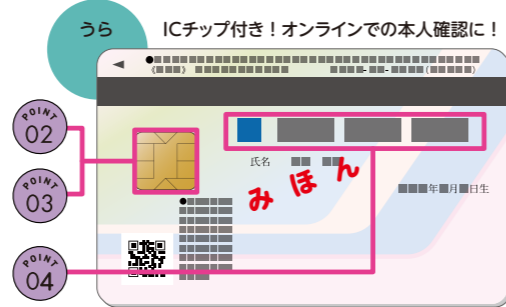 うら
ICチップ付き！オンラインでの本人確認に！
POINT
02
POINT
03
POINT
04
氏名
みほん
年 月 日生